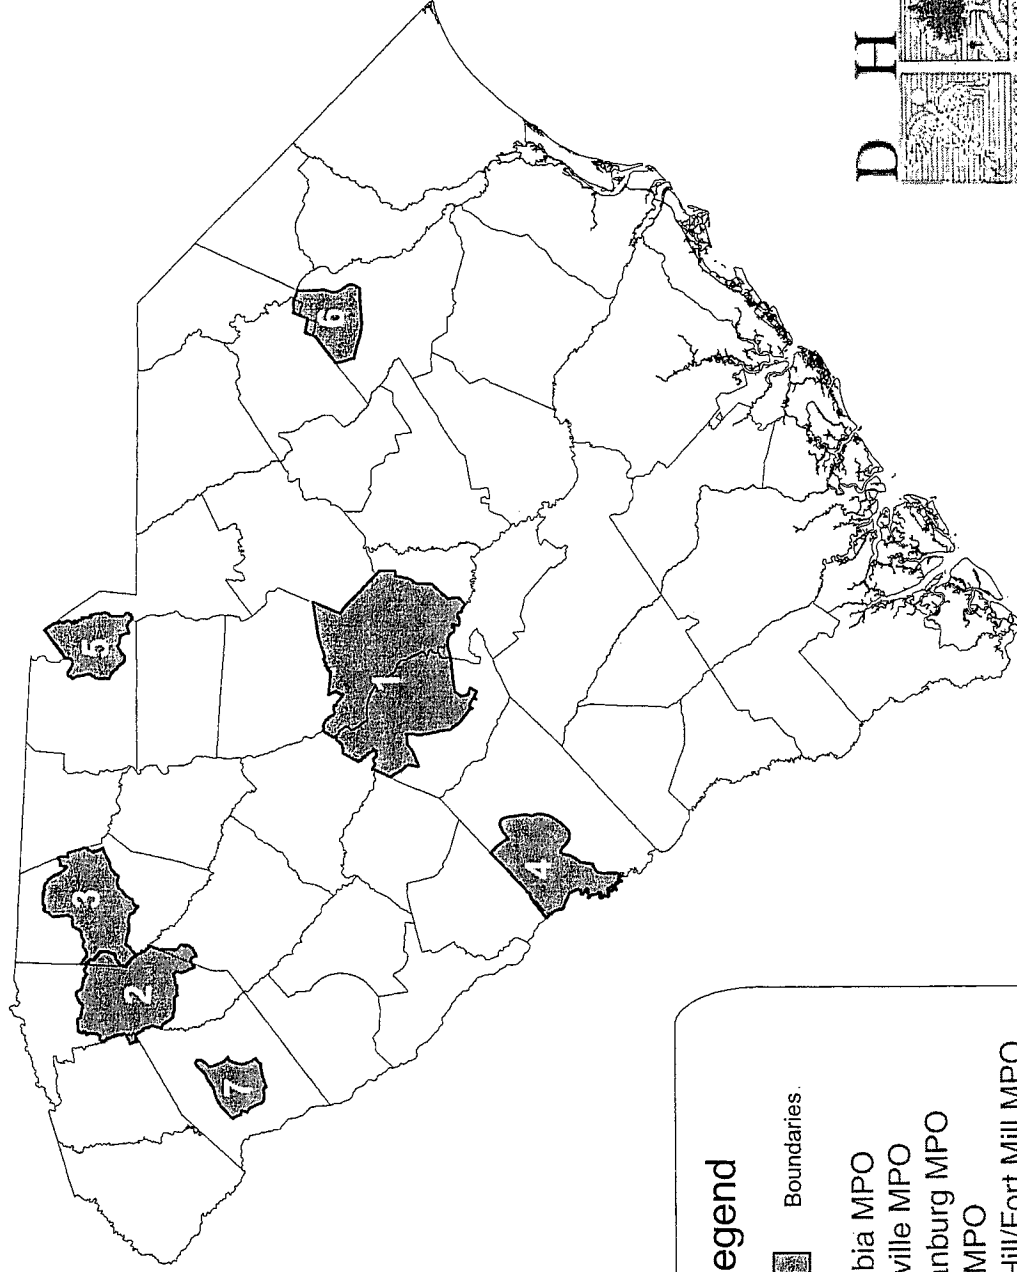 D H
5
6
3
2
1
7
4
egend
Boundaries.
bia MPO
ville MPO
anburg MPO
MPO
Hill/Fort Mill MPO